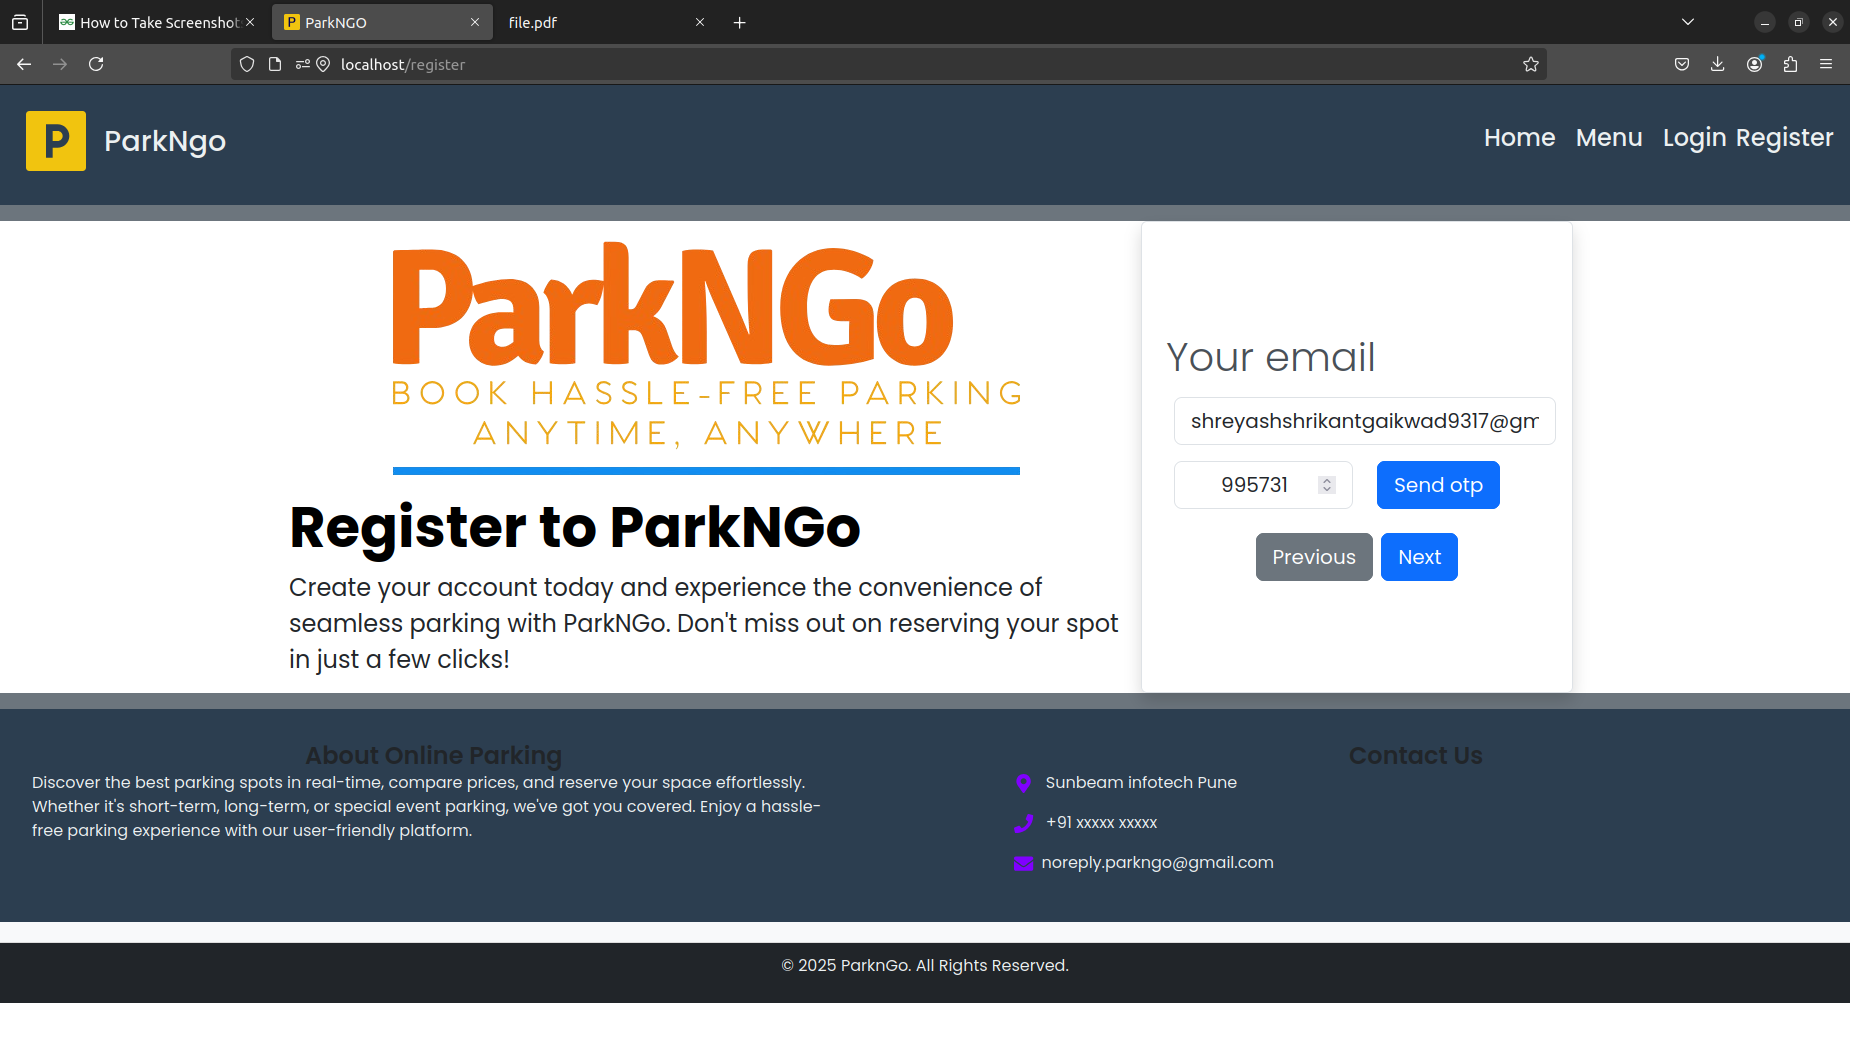 How to Take Screenshot
ParkNGO
file.pdf
localhost/register
P ParkNgo
Home Menu Login Register
ParkNGo
BOOK HASSLE-FREE PARKING
ANYTIME, ANYWHERE
Register to ParkNGo
Create your account today and experience the convenience of
seamless parking with ParkNGo. Don't miss out on reserving your spot
in just a few clicks!
Your email
shreyashshrikantgaikwad9317@gm
995731 Send otp
Previous Next
About Online Parking
Discover the best parking spots in real-time, compare prices, and reserve your space effortlessly.
Whether it's short-term, long-term, or special event parking, we've got you covered. Enjoy a hassle-
free parking experience with our user-friendly platform.
Contact Us
Sunbeam infotech Pune
+91 xxxxx xxxxx
noreply.parkngo@gmail.com
© 2025 ParknGo. All Rights Reserved.